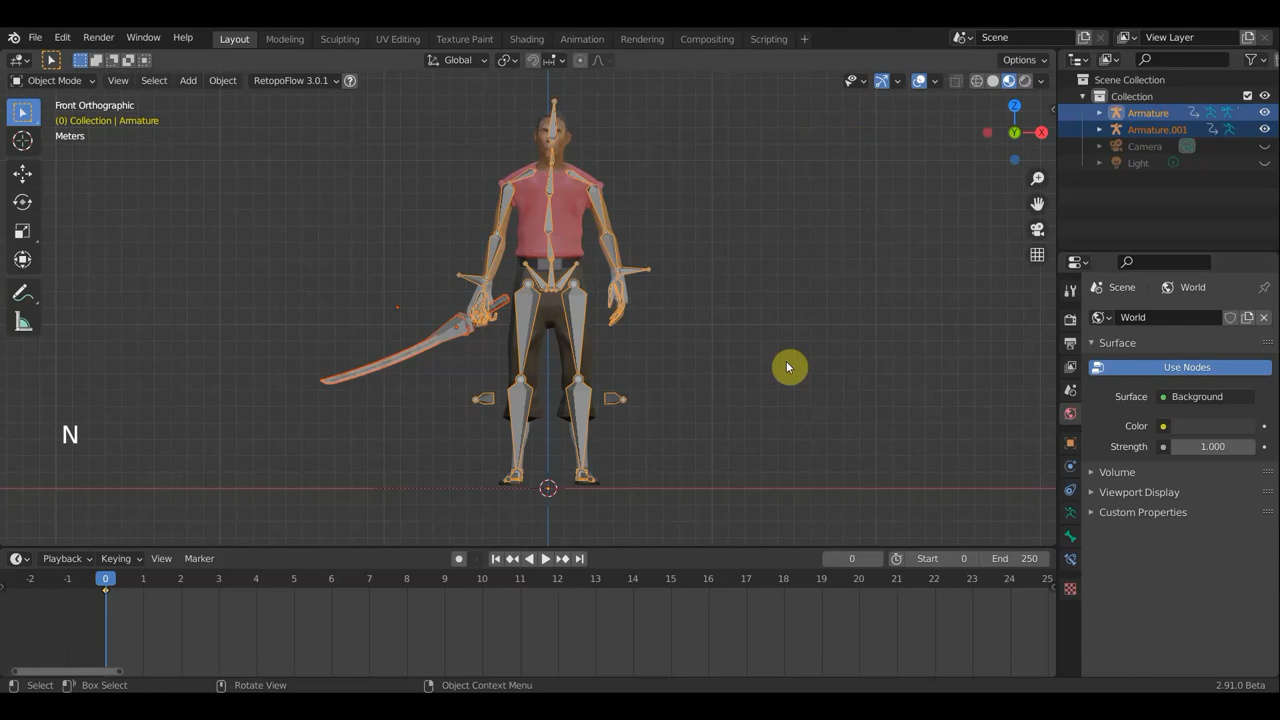 File Edit Render Window Help Layout Modeling Sculpting UV Editing Texture Paint Shading Animation Rendering Compositing Scripting + Scene View Layer
Global Options
Object Mode View Select Add Object RetopoFlow 3.0.1 ?
Front Orthographic
(0) Collection | Armature
Meters
Z
Y
X
Scene Collection
Collection
Armature
Armature.001
Camera
Light
Scene World
World
Surface
Use Nodes
Surface Background
Color
Strength 1.000
Volume
Viewport Display
Custom Properties
N
Playback Keying View Marker 0 Start 0 End 250
-2 -1 0 1 2 3 4 5 6 7 8 9 10 11 12 13 14 15 16 17 18 19 20 21 22 23 24 25
Select Box Select Rotate View Object Context Menu 2.91.0 Beta